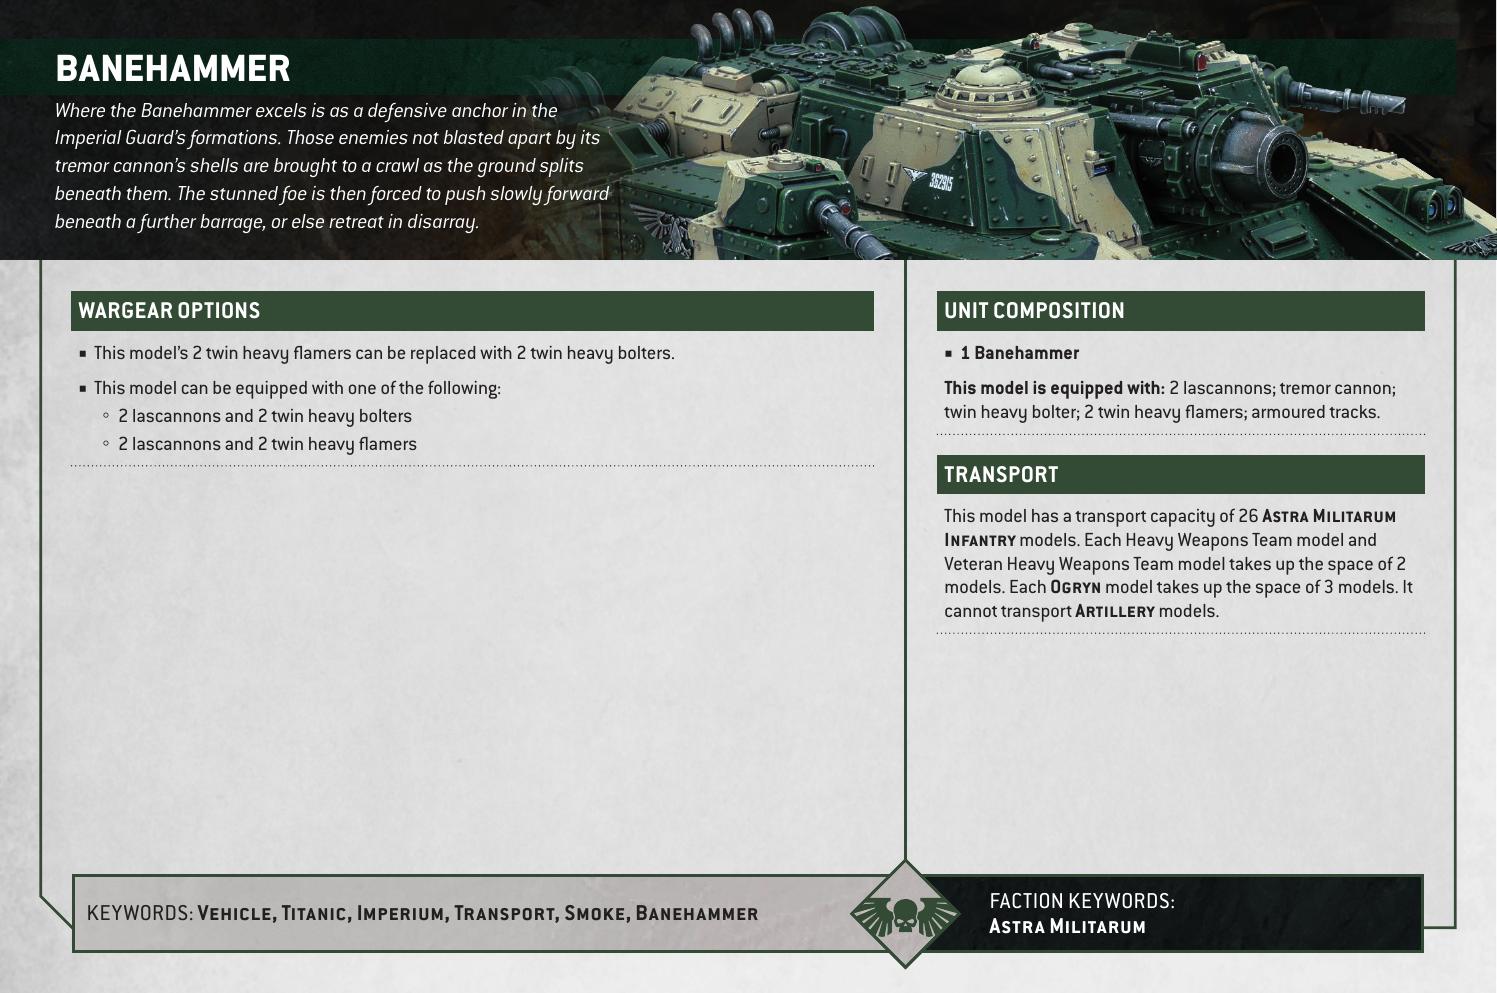 BANEHAMMER
Where the Banehammer excels is as a defensive anchor in the
Imperial Guard's formations. Those enemies not blasted apart by its
tremor cannon's shells are brought to a crawl as the ground splits
beneath them. The stunned foe is then forced to push slowly forward
beneath a further barrage, or else retreat in disarray.
362915
WARGEAR OPTIONS
▪ This model's 2 twin heavy flamers can be replaced with 2 twin heavy bolters.
▪ This model can be equipped with one of the following:
◦ 2 lascannons and 2 twin heavy bolters
◦ 2 lascannons and 2 twin heavy flamers
UNIT COMPOSITION
▪ 1 Banehammer
This model is equipped with: 2 lascannons; tremor cannon;
twin heavy bolter; 2 twin heavy flamers; armoured tracks.
TRANSPORT
This model has a transport capacity of 26 ASTRA MILITARUM
INFANTRY models. Each Heavy Weapons Team model and
Veteran Heavy Weapons Team model takes up the space of 2
models. Each OGRYN model takes up the space of 3 models. It
cannot transport ARTILLERY models.
KEYWORDS: VEHICLE, TITANIC, IMPERIUM, TRANSPORT, SMOKE, BANEHAMMER
FACTION KEYWORDS:
ASTRA MILITARUM